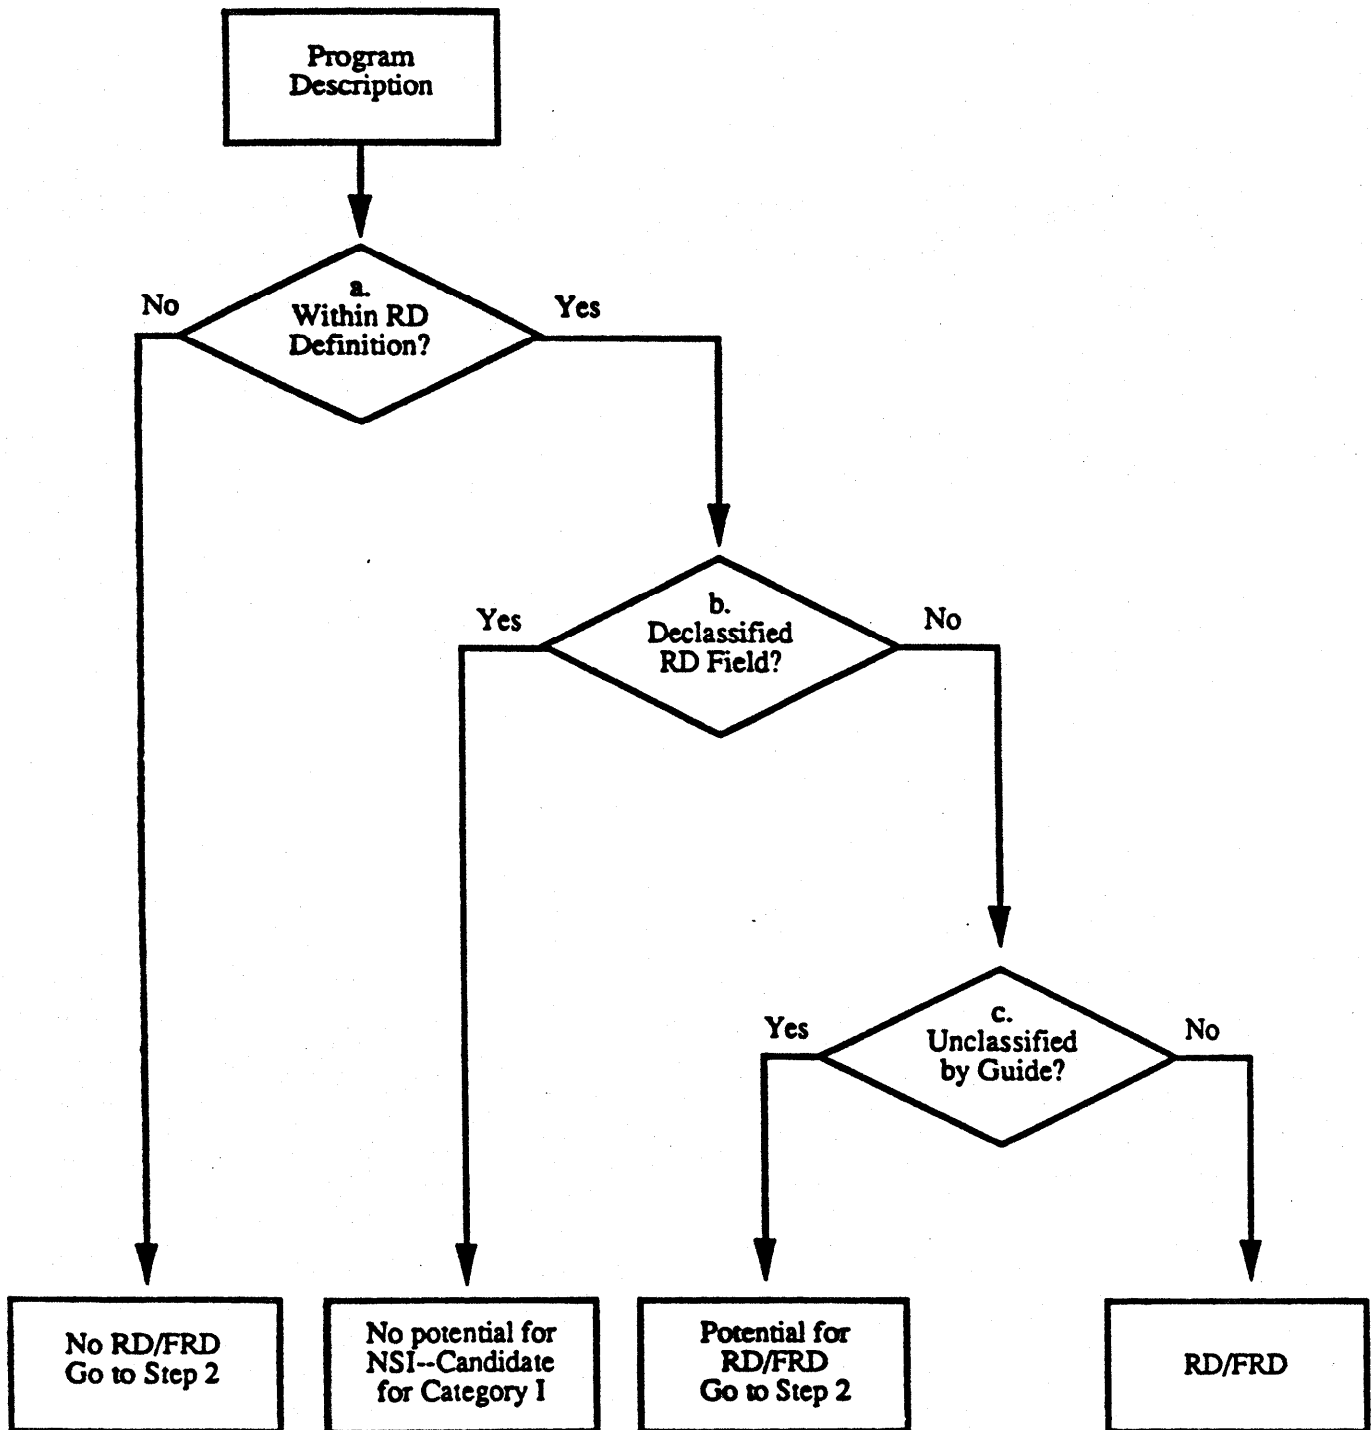 Program
Description
a.
Within RD
Definition?
No
Yes
b.
Declassified
RD Field?
Yes
No
c.
Unclassified
by Guide?
Yes
No
No RD/FRD
Go to Step 2
No potential for
NSI--Candidate
for Category I
Potential for
RD/FRD
Go to Step 2
RD/FRD